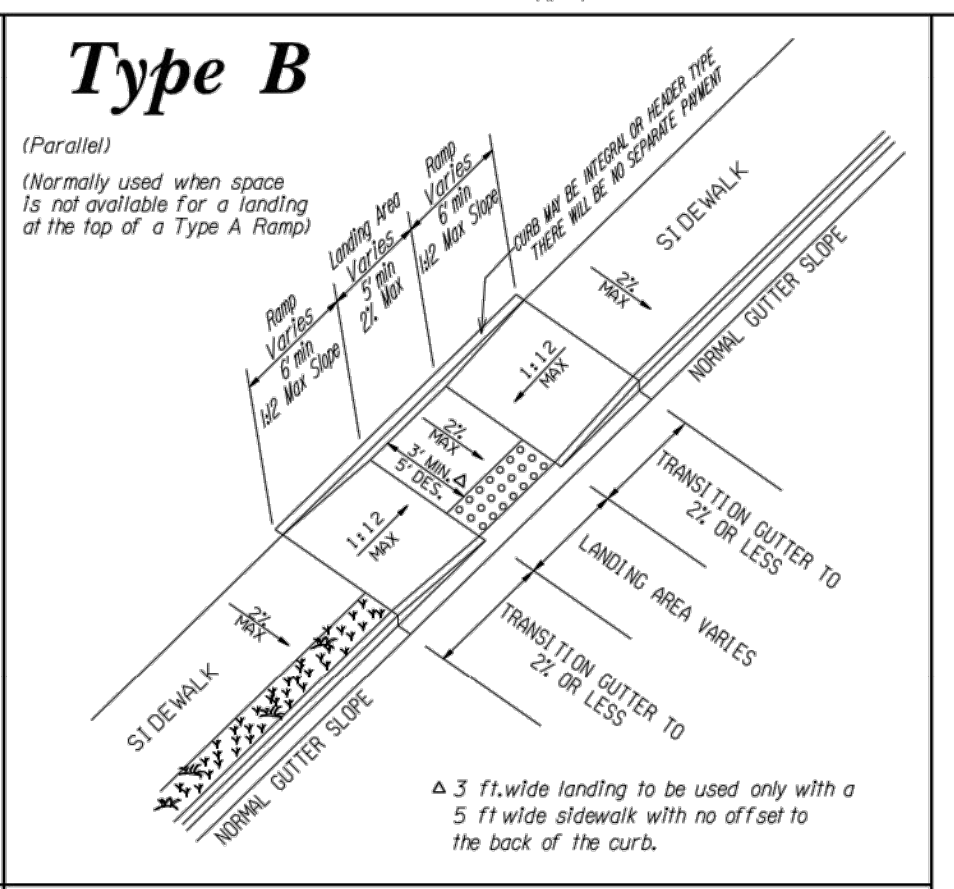 Type B
(Parallel)
(Normally used when space
is not available for a landing
at the top of a Type A Ramp)
Ramp
Varies
6' min
1:12 Max Slope
Landing Area
Varies
5' min
2% Max
Ramp
Varies
6' min
1:12 Max Slope
CURB MAY BE INTEGRAL OR HEADER TYPE
THERE WILL BE NO SEPARATE PAYMENT
SIDEWALK
2%
MAX
NORMAL GUTTER SLOPE
1:12
MAX
2%
MAX
3' MIN. Δ
5' DES.
1:12
MAX
2%
MAX
SIDEWALK
NORMAL GUTTER SLOPE
TRANSITION GUTTER TO
2% OR LESS
LANDING AREA VARIES
TRANSITION GUTTER TO
2% OR LESS
Δ 3 ft. wide landing to be used only with a
5 ft wide sidewalk with no offset to
the back of the curb.